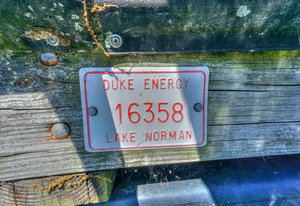 DUKE ENERGY
16358
LAKE NORMAN